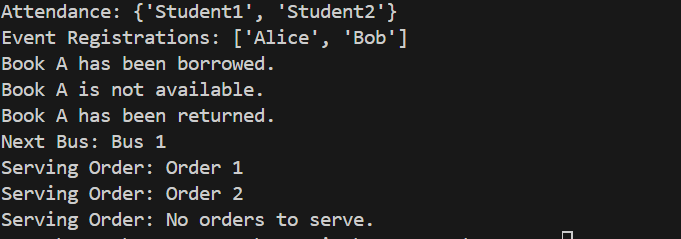 Attendance: {'Student1', 'Student2'}
Event Registrations: ['Alice', 'Bob']
Book A has been borrowed.
Book A is not available.
Book A has been returned.
Next Bus: Bus 1
Serving Order: Order 1
Serving Order: Order 2
Serving Order: No orders to serve.